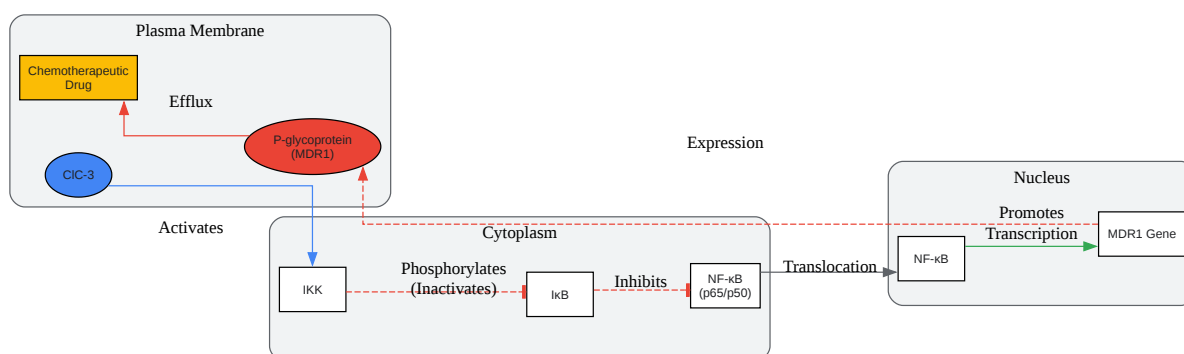 Plasma Membrane
Chemotherapeutic
Drug
Efflux
P-glycoprotein
(MDR1)
ClC-3
Activates
Expression
Cytoplasm
IKK
Phosphorylates
(Inactivates)
IκB
Inhibits
NF-κB
(p65/p50)
Translocation
Nucleus
NF-κB
Promotes
Transcription
MDR1 Gene